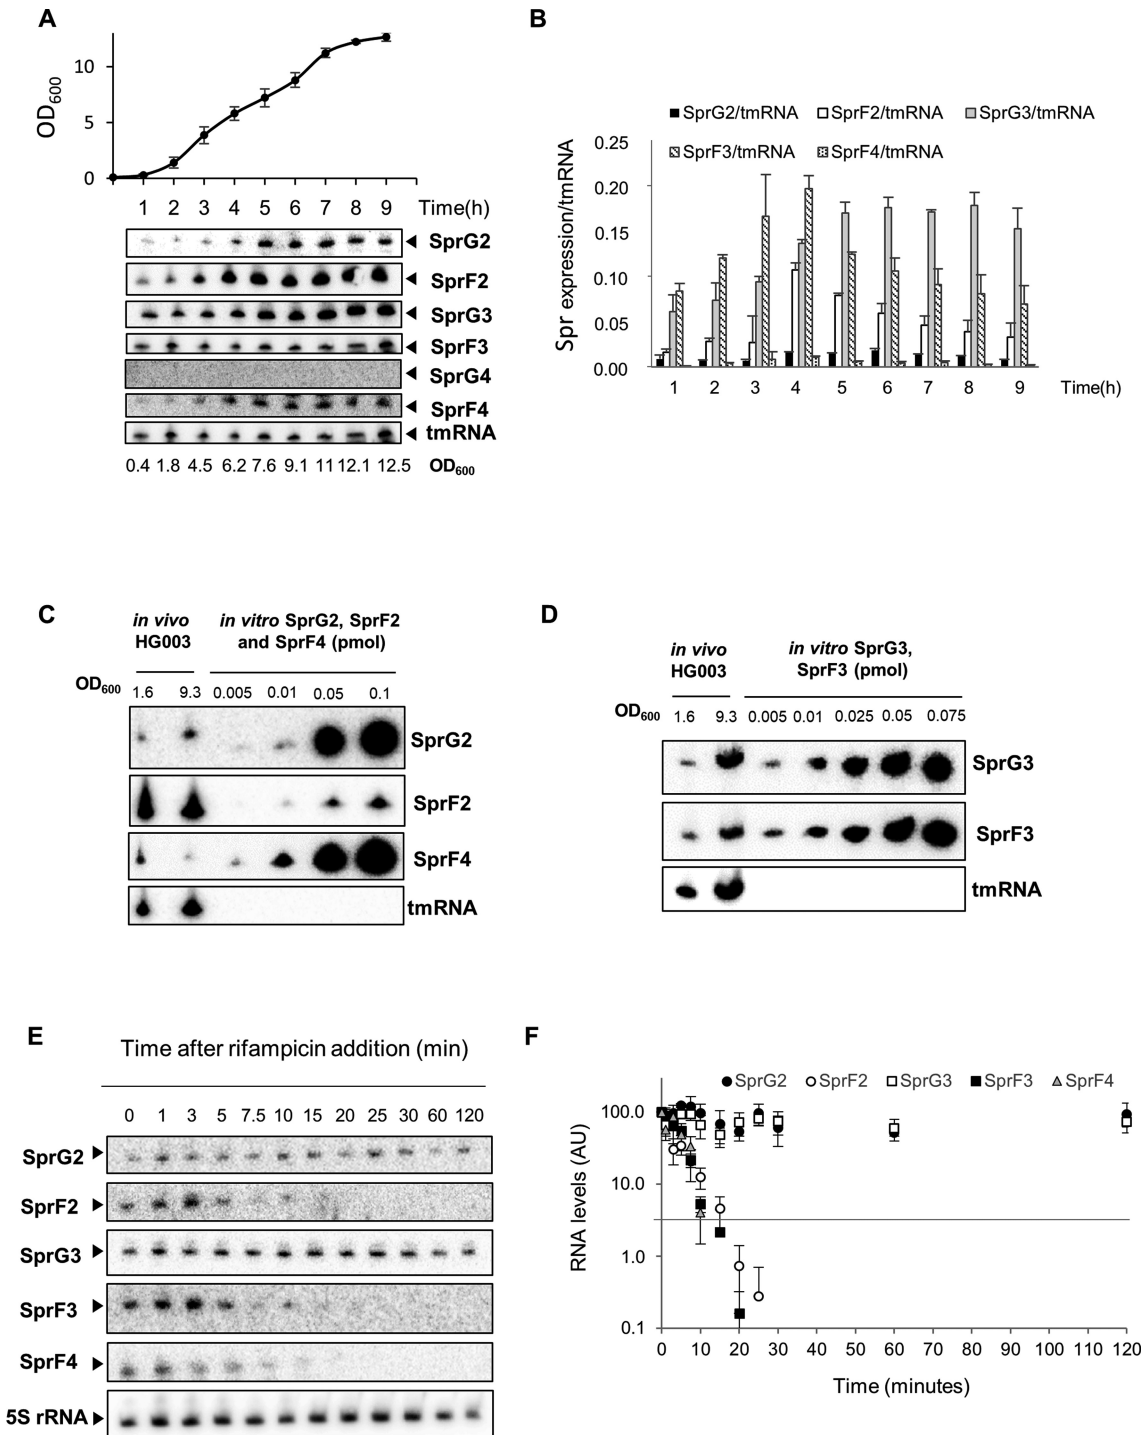 A
OD600
10
5
0
1 2 3 4 5 6 7 8 9 Time(h)
SprG2
SprF2
SprG3
SprF3
SprG4
SprF4
tmRNA
0.4 1.8 4.5 6.2 7.6 9.1 11 12.1 12.5 OD600
B
SprG2/tmRNA SprF2/tmRNA SprG3/tmRNA
SprF3/tmRNA SprF4/tmRNA
Spr expression/tmRNA
0.25
0.20
0.15
0.10
0.05
0.00
1 2 3 4 5 6 7 8 9 Time(h)
C
in vivo
HG003
in vitro SprG2, SprF2
and SprF4 (pmol)
OD600 1.6 9.3 0.005 0.01 0.05 0.1
SprG2
SprF2
SprF4
tmRNA
D
in vivo
HG003
in vitro SprG3,
SprF3 (pmol)
OD600 1.6 9.3 0.005 0.01 0.025 0.05 0.075
SprG3
SprF3
tmRNA
E
Time after rifampicin addition (min)
0 1 3 5 7.5 10 15 20 25 30 60 120
SprG2
SprF2
SprG3
SprF3
SprF4
5S rRNA
F
SprG2 SprF2 SprG3 SprF3 SprF4
RNA levels (AU)
100.0
10.0
1.0
0.1
0 10 20 30 40 50 60 70 80 90 100 110 120
Time (minutes)